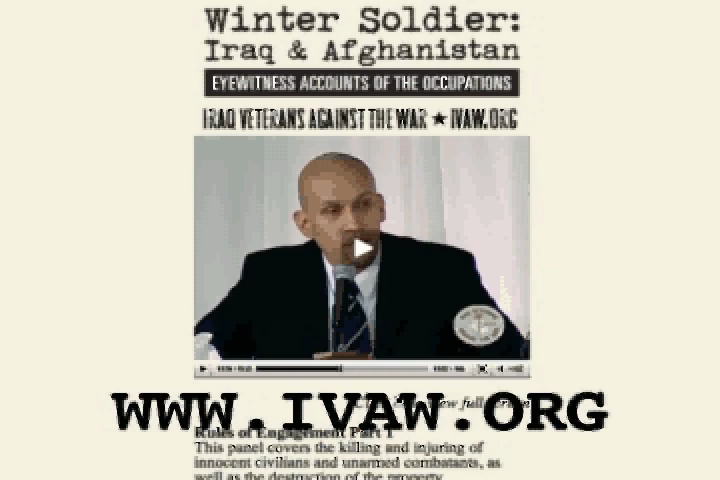 Winter Soldier:
Iraq & Afghanistan
EYEWITNESS ACCOUNTS OF THE OCCUPATIONS
IRAQ VETERANS AGAINST THE WAR ★ IVAW.ORG
WWW.IVAW.ORG
Rules of Engagement Part 1
This panel covers the killing and injuring of
innocent civilians and unarmed combatants, as
well as the destruction of the property